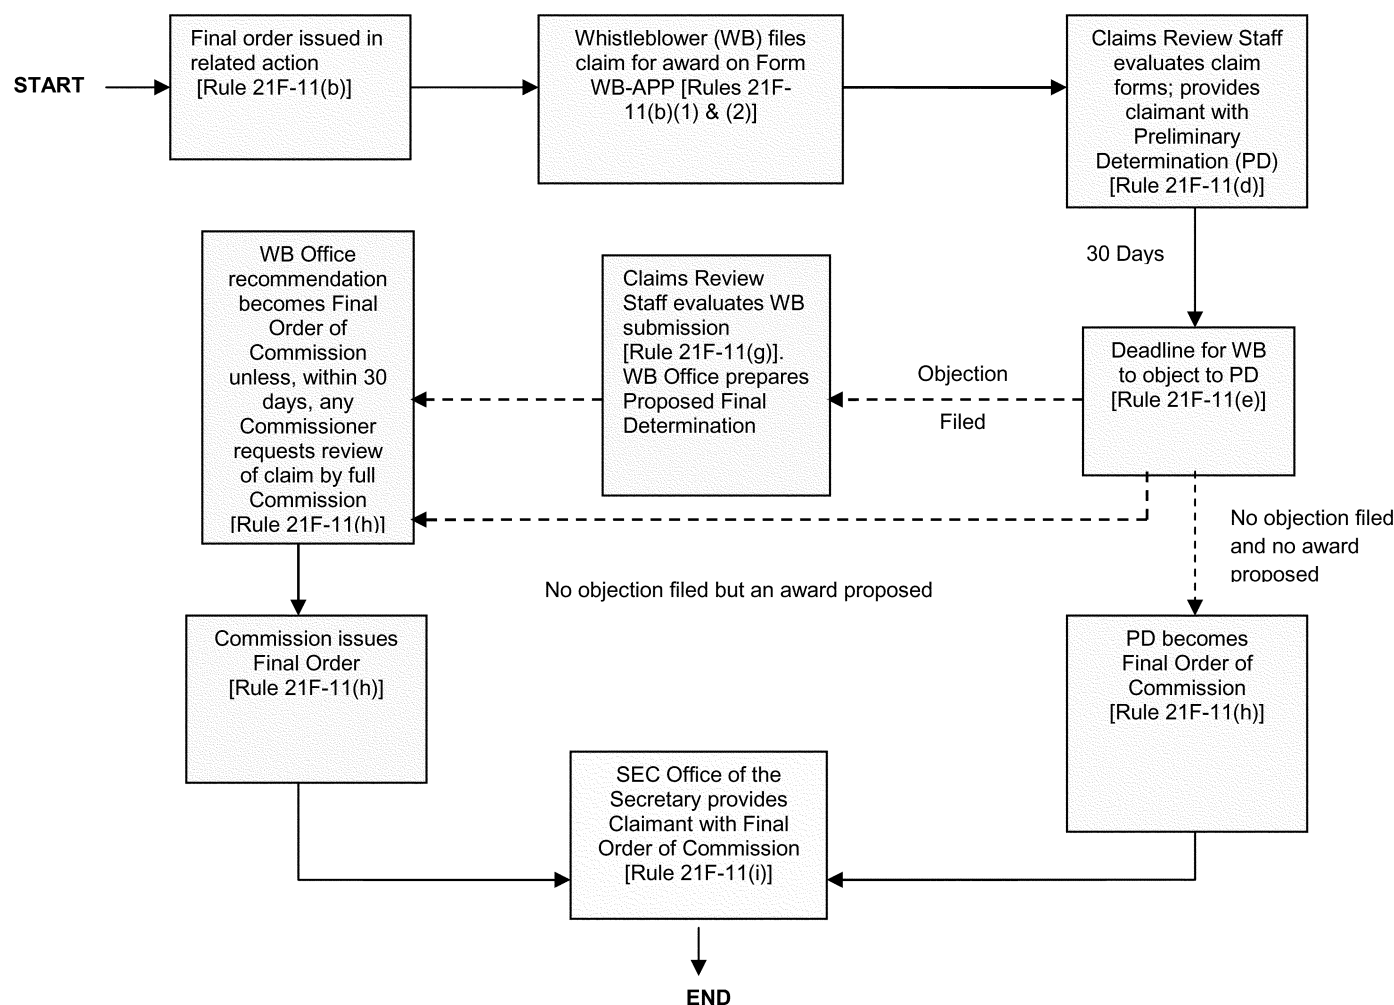 START
Final order issued in
related action
[Rule 21F-11(b)]
Whistleblower (WB) files
claim for award on Form
WB-APP [Rules 21F-
11(b)(1) & (2)]
Claims Review Staff
evaluates claim
forms; provides
claimant with
Preliminary
Determination (PD)
[Rule 21F-11(d)]
30 Days
Deadline for WB
to object to PD
[Rule 21F-11(e)]
Objection
Filed
Claims Review
Staff evaluates WB
submission
[Rule 21F-11(g)].
WB Office prepares
Proposed Final
Determination
WB Office
recommendation
becomes Final
Order of
Commission
unless, within 30
days, any
Commissioner
requests review
of claim by full
Commission
[Rule 21F-11(h)]
No objection filed
and no award
proposed
No objection filed but an award proposed
Commission issues
Final Order
[Rule 21F-11(h)]
PD becomes
Final Order of
Commission
[Rule 21F-11(h)]
SEC Office of the
Secretary provides
Claimant with Final
Order of Commission
[Rule 21F-11(i)]
END